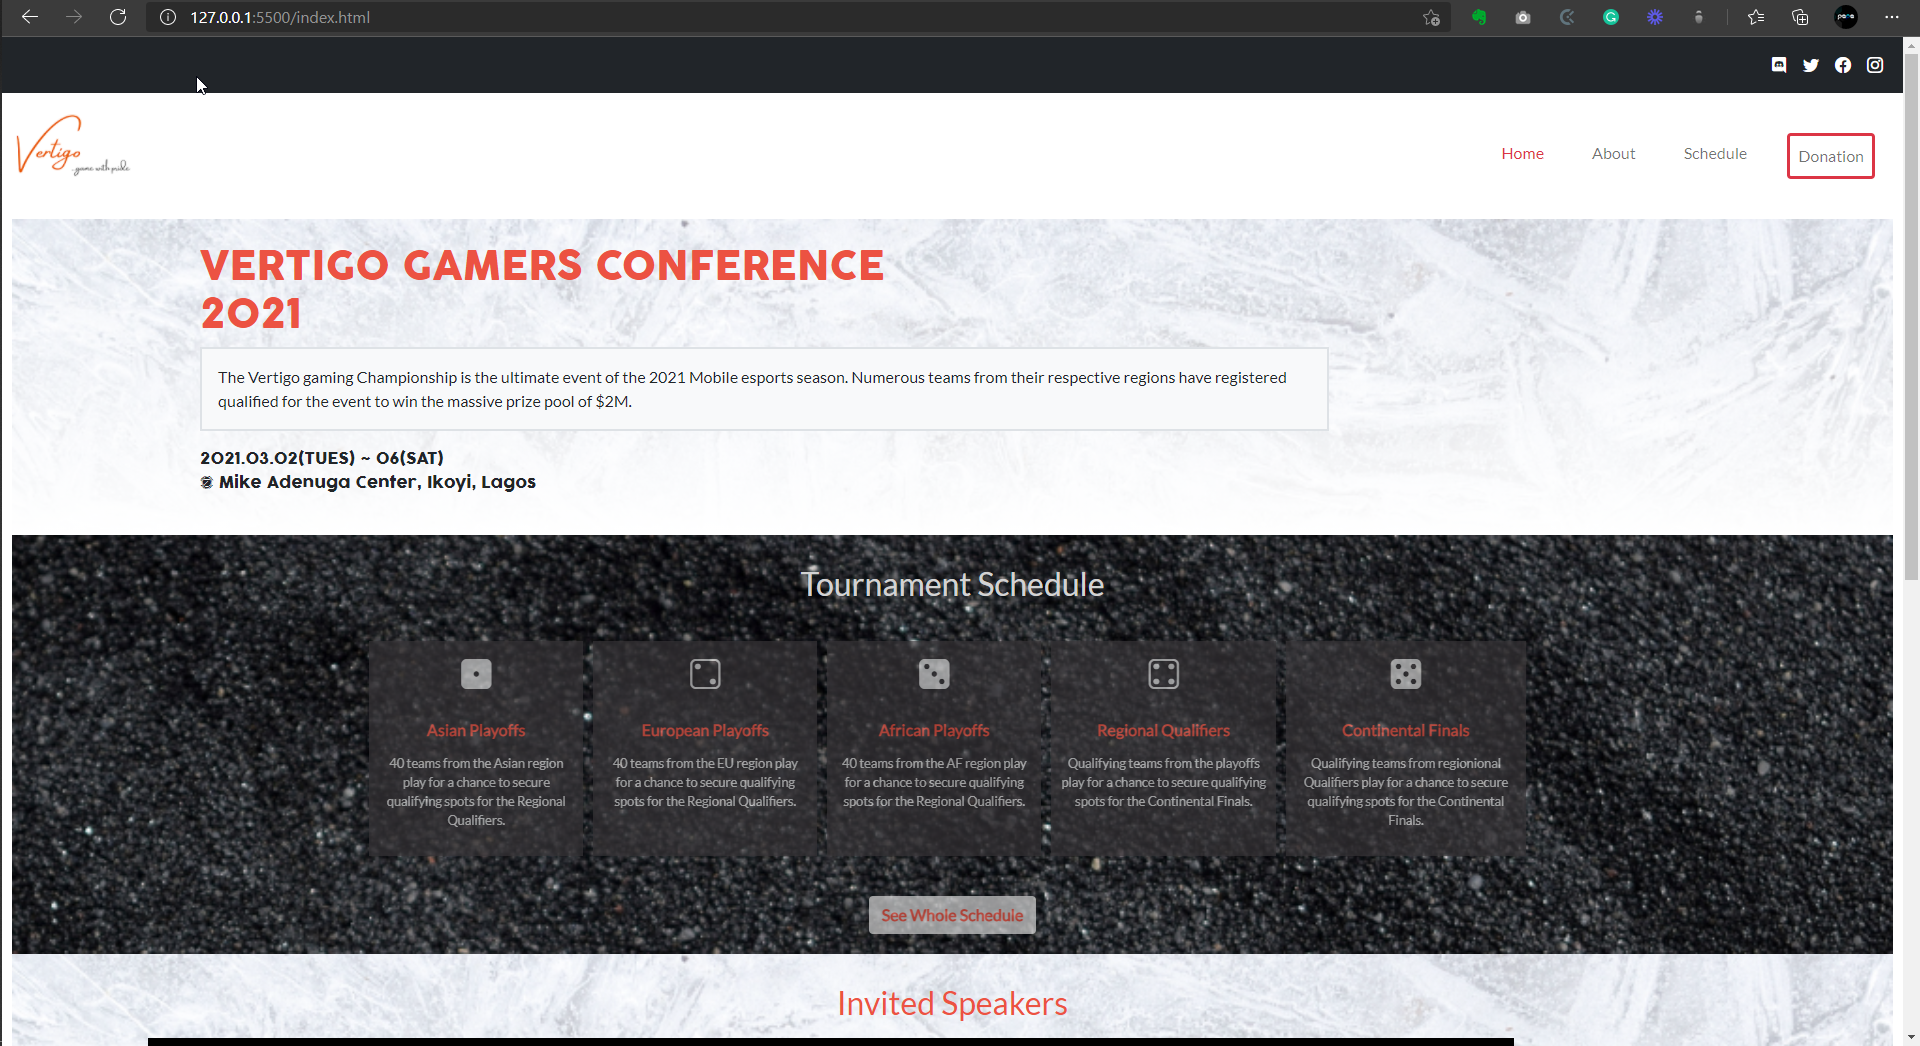 127.0.0.1:5500/index.html
Vertigo
..game with pride
Home
About
Schedule
Donation
VERTIGO GAMERS CONFERENCE
2021
The Vertigo gaming Championship is the ultimate event of the 2021 Mobile esports season. Numerous teams from their respective regions have registered
qualified for the event to win the massive prize pool of $2M.
2021.03.02(TUES) ~ 06(SAT)
Mike Adenuga Center, Ikoyi, Lagos
Tournament Schedule
Asian Playoffs
40 teams from the Asian region
play for a chance to secure
qualifying spots for the Regional
Qualifiers.
European Playoffs
40 teams from the EU region play
for a chance to secure qualifying
spots for the Regional Qualifiers.
African Playoffs
40 teams from the AF region play
for a chance to secure qualifying
spots for the Regional Qualifiers.
Regional Qualifiers
Qualifying teams from the playoffs
play for a chance to secure qualifying
spots for the Continental Finals.
Continental Finals
Qualifying teams from regionional
Qualifiers play for a chance to secure
qualifying spots for the Continental
Finals.
See Whole Schedule
Invited Speakers